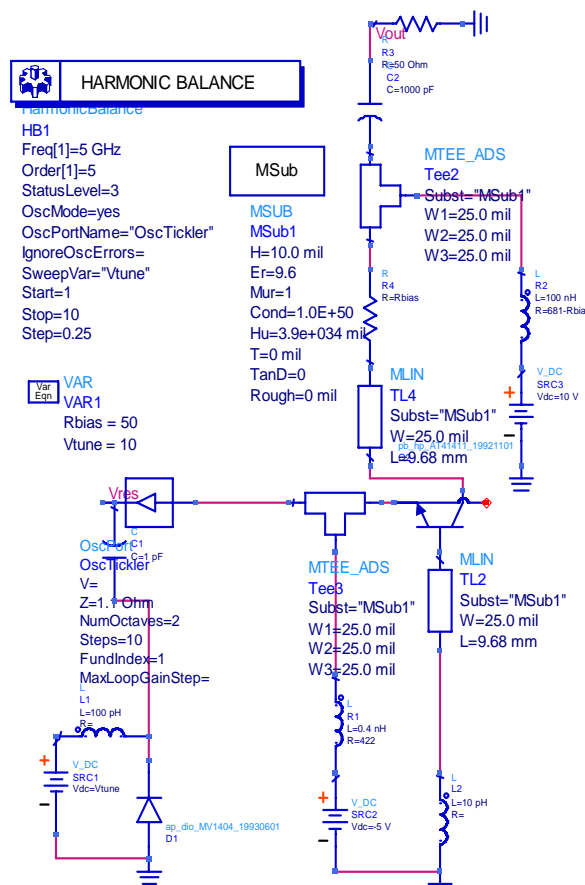 Vout
R
R3
R=50 Ohm
C
C2
C=1000 pF
HARMONIC BALANCE
HarmonicBalance
HB1
Freq[1]=5 GHz
Order[1]=5
StatusLevel=3
OscMode=yes
OscPortName="OscTickler"
IgnoreOscErrors=
SweepVar="Vtune"
Start=1
Stop=10
Step=0.25
MSub
MSUB
MSub1
H=10.0 mil
Er=9.6
Mur=1
Cond=1.0E+50
Hu=3.9e+034 mil
T=0 mil
TanD=0
Rough=0 mil
MTEE_ADS
Tee2
Subst="MSub1"
W1=25.0 mil
W2=25.0 mil
W3=25.0 mil
R
R4
R=Rbias
L
R2
L=100 nH
R=681-Rbia
Var
Eqn
VAR
VAR1
Rbias = 50
Vtune = 10
MLIN
TL4
Subst="MSub1"
W=25.0 mil
L=9.68 mm
pb_hp_AT41411_19921101
V_DC
SRC3
Vdc=10 V
+
-
Vres
C
C1
C=1 pF
OscPort
OscTickler
V=
Z=1.1 Ohm
NumOctaves=2
Steps=10
FundIndex=1
MaxLoopGainStep=
MTEE_ADS
Tee3
Subst="MSub1"
W1=25.0 mil
W2=25.0 mil
W3=25.0 mil
MLIN
TL2
Subst="MSub1"
W=25.0 mil
L=9.68 mm
L
L1
L=100 pH
R=
L
R1
L=0.4 nH
R=422
+
-
V_DC
SRC1
Vdc=Vtune
ap_dio_MV1404_19930601
D1
+
-
V_DC
SRC2
Vdc=-5 V
L
L2
L=10 pH
R=